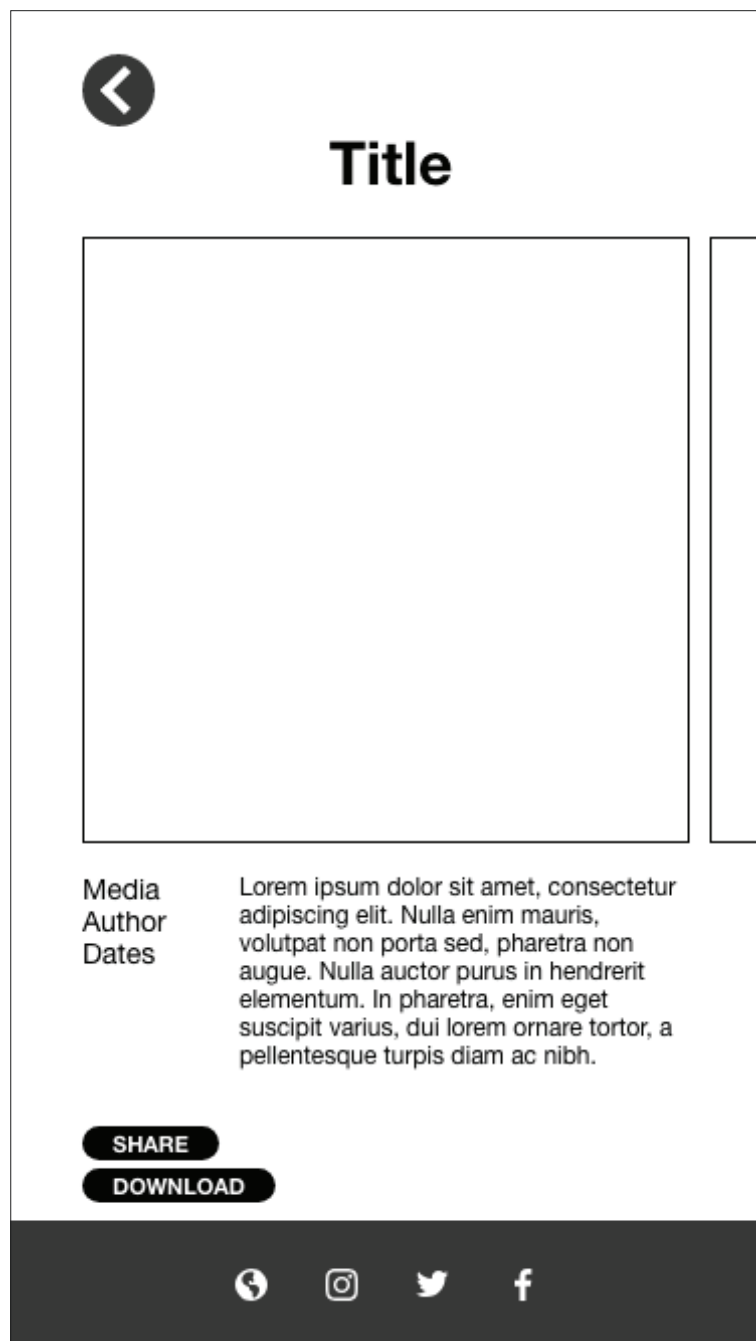 Title
Media
Author
Dates
Lorem ipsum dolor sit amet, consectetur
adipiscing elit. Nulla enim mauris,
volutpat non porta sed, pharetra non
augue. Nulla auctor purus in hendrerit
elementum. In pharetra, enim eget
suscipit varius, dui lorem ornare tortor, a
pellentesque turpis diam ac nibh.
SHARE
DOWNLOAD